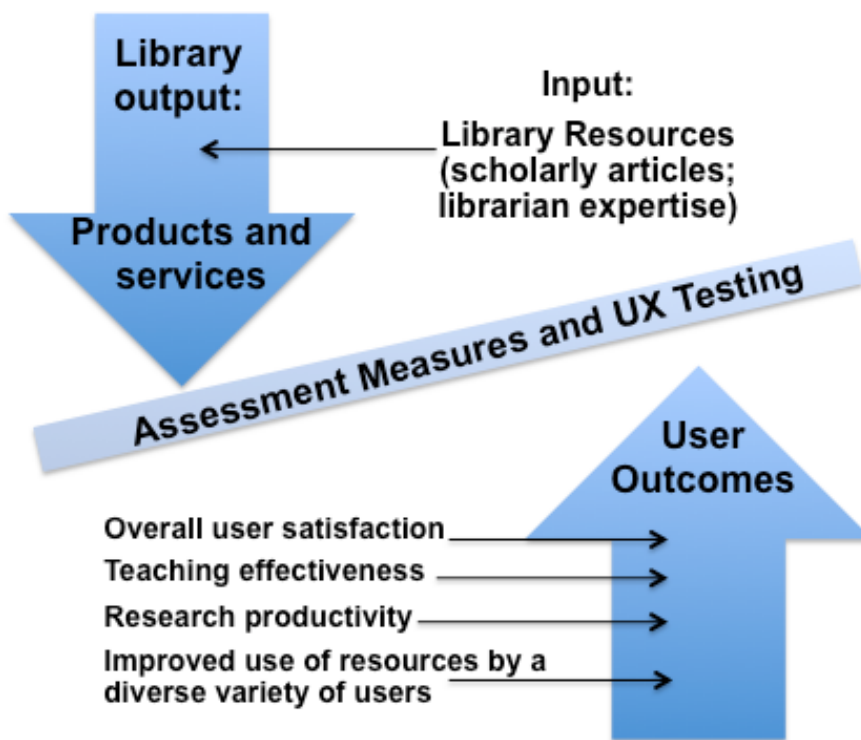 Library
output:
Products and
services
Input:
Library Resources
(scholarly articles;
librarian expertise)
Assessment Measures and UX Testing
User
Outcomes
Overall user satisfaction
Teaching effectiveness
Research productivity
Improved use of resources by a
diverse variety of users